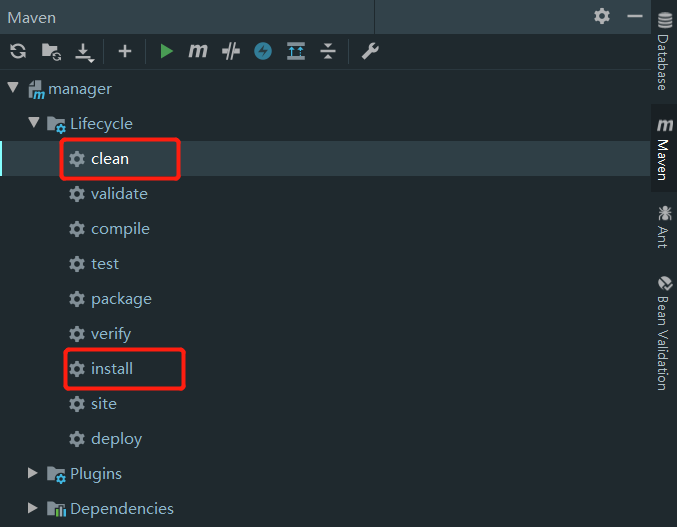 Maven
manager
Lifecycle
clean
validate
compile
test
package
verify
install
site
deploy
Plugins
Dependencies
Database
Maven
Ant
Bean Validation